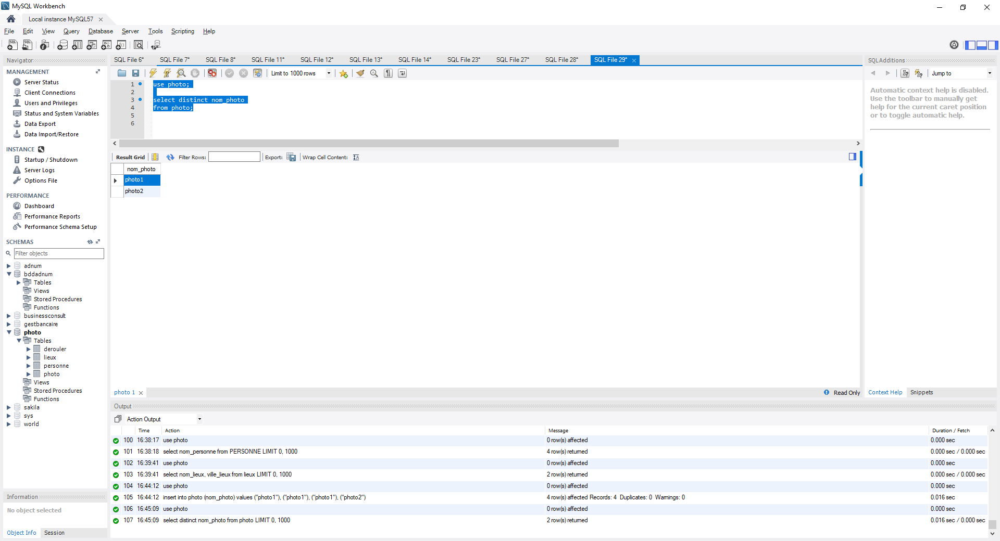 MySQL Workbench
Local instance MySQL57
File Edit View Query Database Server Tools Scripting Help
Navigator
MANAGEMENT
Server Status
Client Connections
Users and Privileges
Status and System Variables
Data Export
Data Import/Restore
INSTANCE
Startup / Shutdown
Server Logs
Options File
PERFORMANCE
Dashboard
Performance Reports
Performance Schema Setup
SCHEMAS
Filter objects
adnum
bddadnum
Tables
Views
Stored Procedures
Functions
businessconsult
gestbancaire
photo
Tables
derouler
lieux
personne
photo
Views
Stored Procedures
Functions
sakila
sys
world
Information
No object selected
Object Info Session
SQL File 6* SQL File 7* SQL File 8* SQL File 11* SQL File 12* SQL File 13* SQL File 14* SQL File 23* SQL File 27* SQL File 28* SQL File 29*
Limit to 1000 rows
1 use photo;
2
3 select distinct nom_photo
4 from photo;
5
6
Result Grid Filter Rows: Export: Wrap Cell Content:
nom_photo
photo1
photo2
photo 1
Read Only
Output
Action Output
Time Action Message Duration / Fetch
100 16:38:17 use photo 0 row(s) affected 0.000 sec
101 16:38:18 select nom_personne from PERSONNE LIMIT 0, 1000 4 row(s) returned 0.000 sec / 0.000 sec
102 16:39:41 use photo 0 row(s) affected 0.000 sec
103 16:39:41 select nom_lieux, ville_lieux from lieux LIMIT 0, 1000 2 row(s) returned 0.000 sec / 0.000 sec
104 16:44:12 use photo 0 row(s) affected 0.000 sec
105 16:44:12 insert into photo (nom_photo) values ("photo1"), ("photo1"), ("photo1"), ("photo2") 4 row(s) affected Records: 4 Duplicates: 0 Warnings: 0 0.016 sec
106 16:45:09 use photo 0 row(s) affected 0.000 sec
107 16:45:09 select distinct nom_photo from photo LIMIT 0, 1000 2 row(s) returned 0.016 sec / 0.000 sec
SQLAdditions
Jump to
Automatic context help is disabled.
Use the toolbar to manually get
help for the current caret position
or to toggle automatic help.
Context Help Snippets